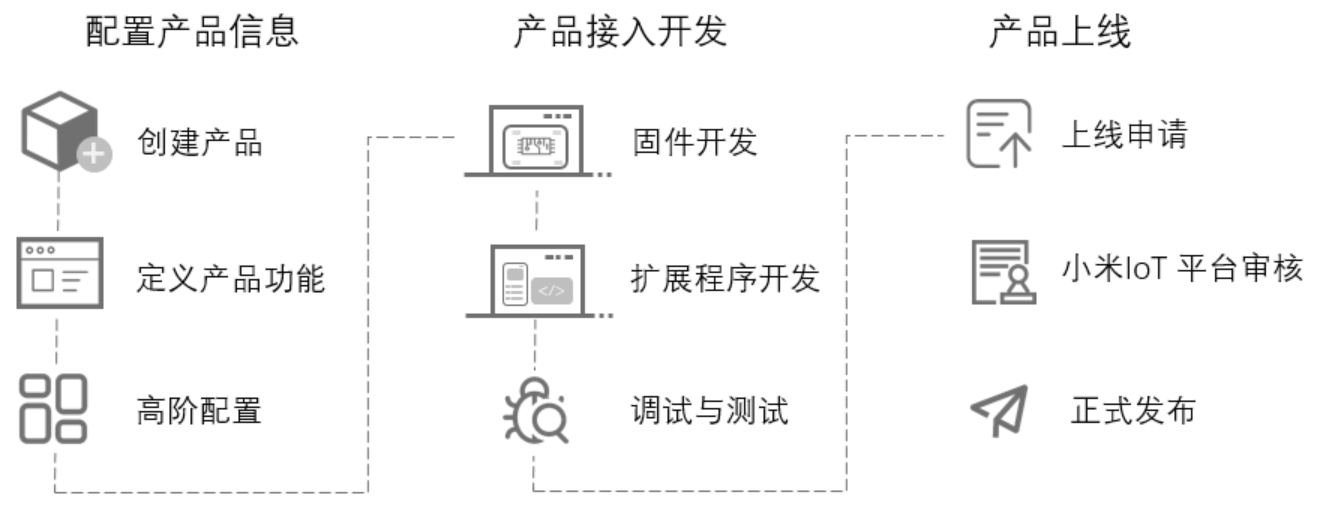 配置产品信息
创建产品
定义产品功能
高阶配置
产品接入开发
固件开发
</>
扩展程序开发
调试与测试
产品上线
上线申请
小米IoT 平台审核
正式发布